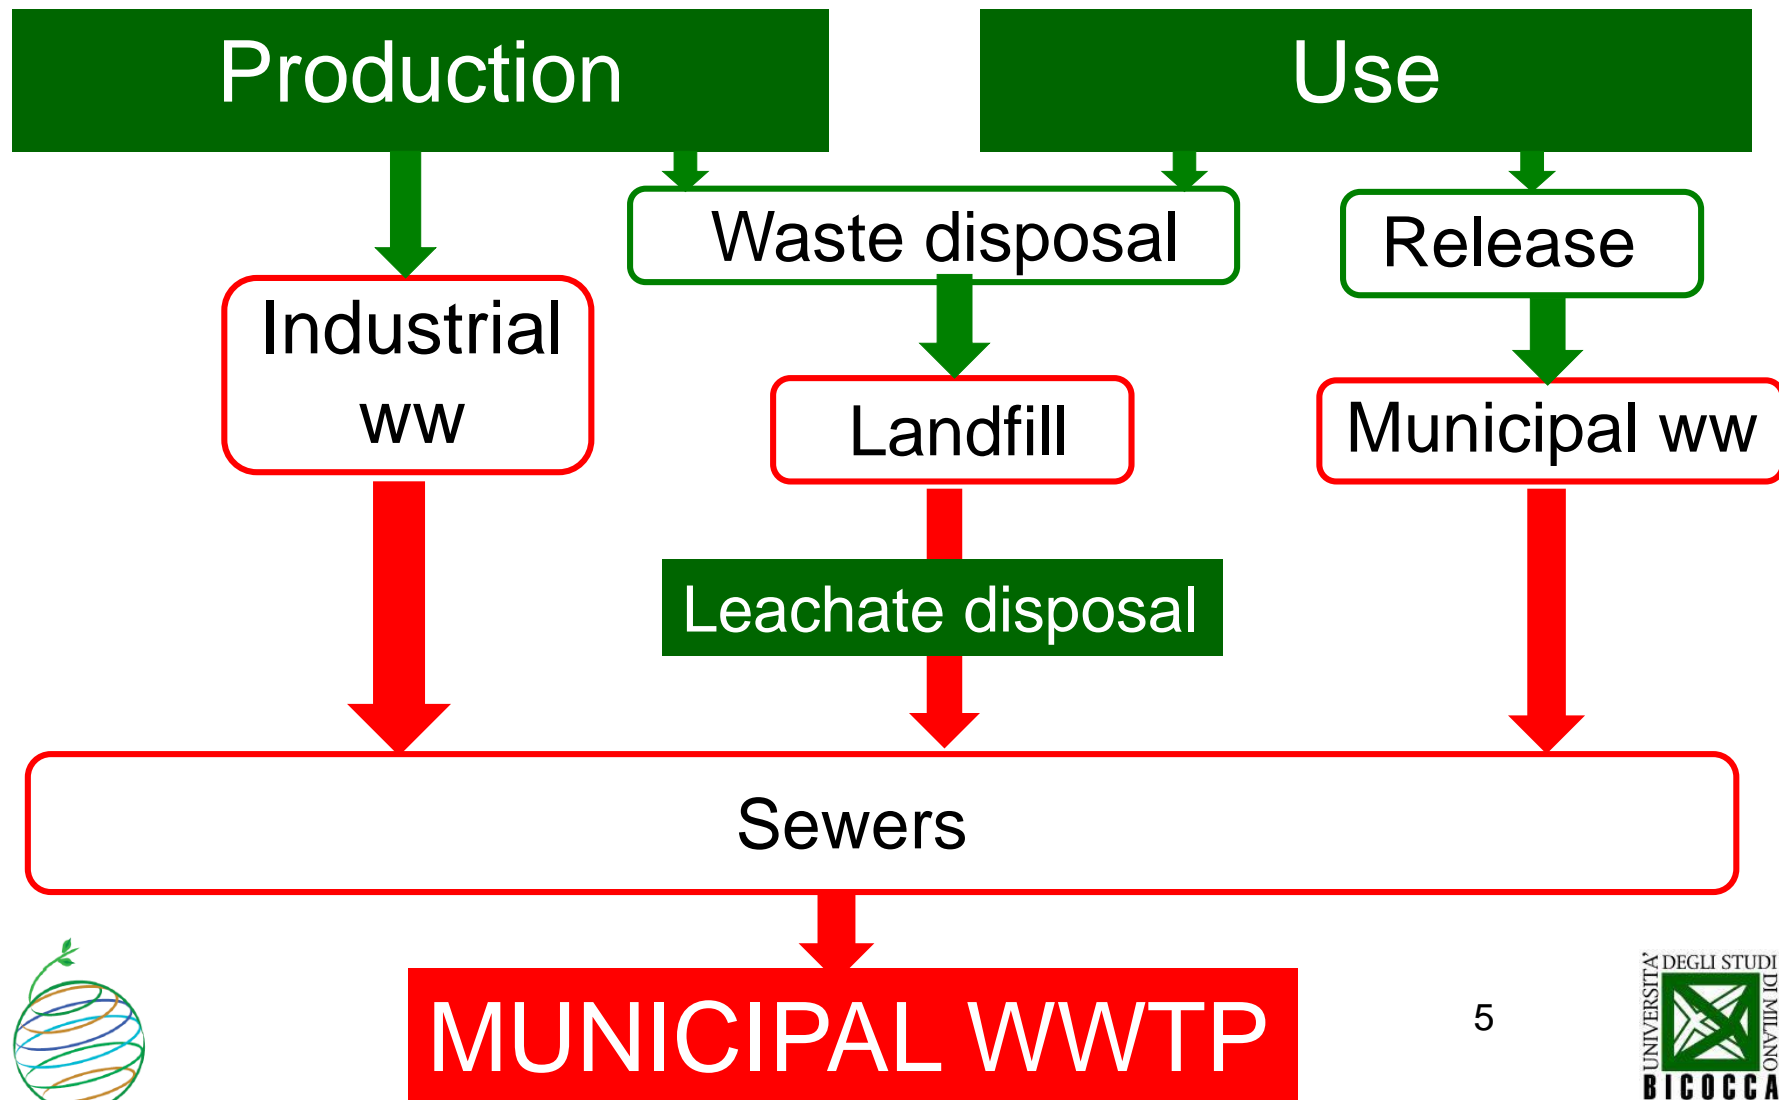 Production
Use
Waste disposal
Release
Industrial
ww
Landfill
Municipal ww
Leachate disposal
Sewers
MUNICIPAL WWTP
5
UNIVERSITA'
DEGLI STUDI
DI MILANO
BICOCCA